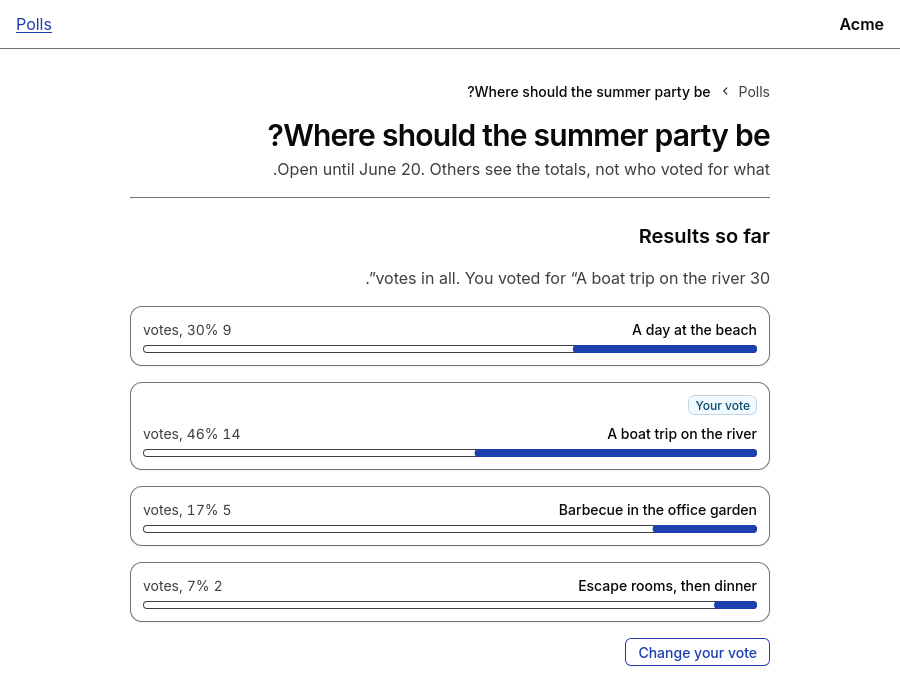 Acme
Polls
Polls
?Where should the summer party be
?Where should the summer party be
.Open until June 20. Others see the totals, not who voted for what
Results so far
.”votes in all. You voted for “A boat trip on the river 30
A day at the beach
votes, 30% 9
Your vote
A boat trip on the river
votes, 46% 14
Barbecue in the office garden
votes, 17% 5
Escape rooms, then dinner
votes, 7% 2
Change your vote